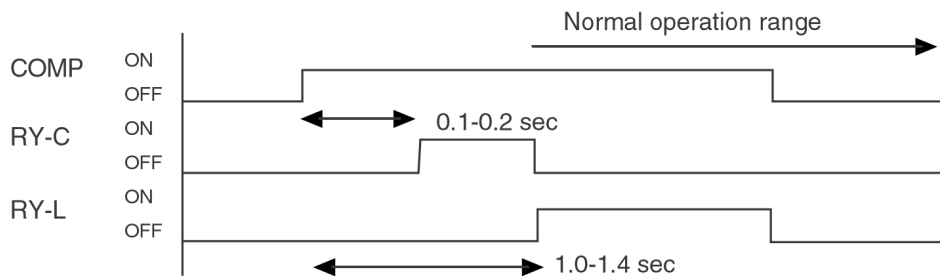 Normal operation range
COMP ON
OFF
0.1-0.2 sec
RY-C ON
OFF
RY-L ON
OFF
1.0-1.4 sec